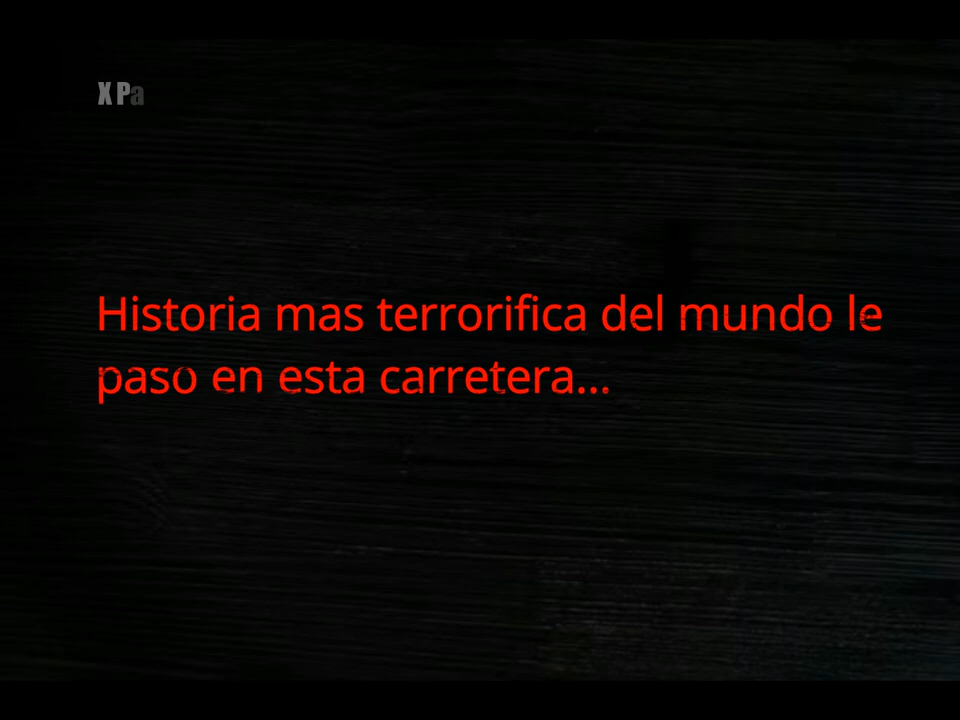 X Pa
Historia mas terrorifica del mundo le
paso en esta carretera...